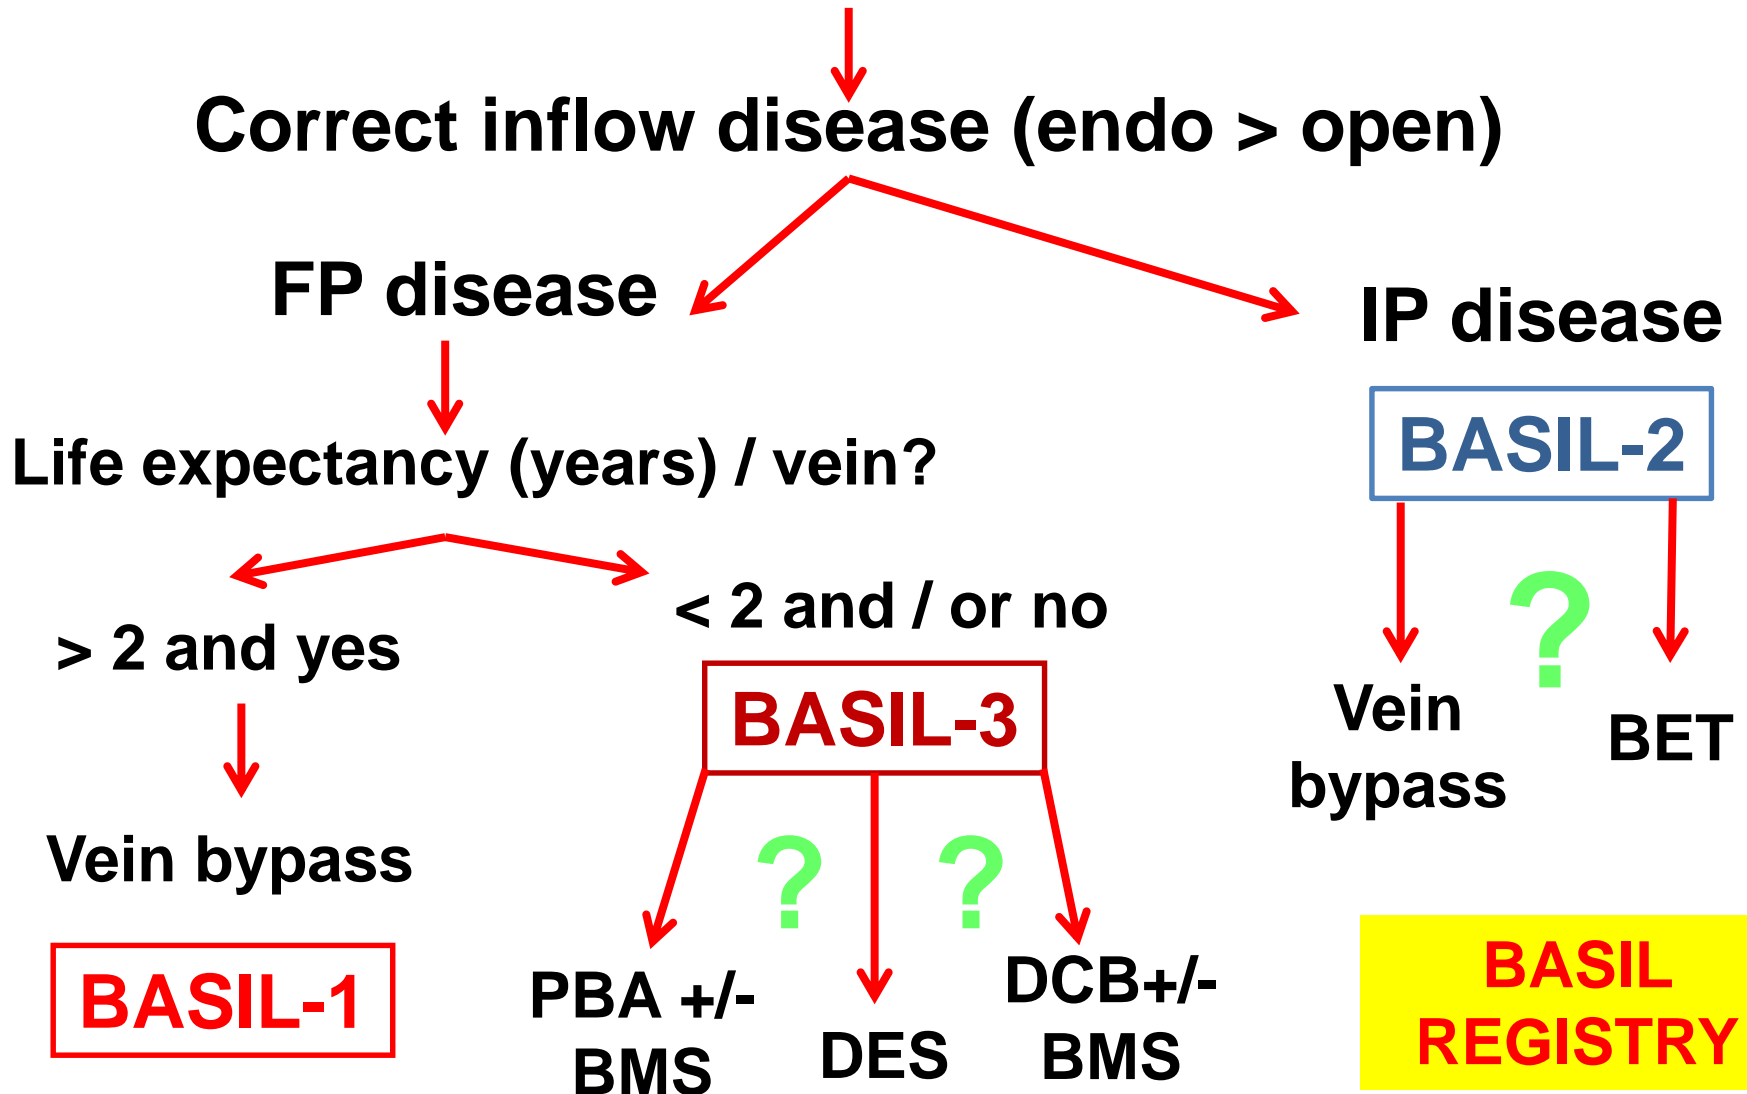 Correct inflow disease (endo > open)
FP disease
IP disease
BASIL-2
Life expectancy (years) / vein?
< 2 and / or no
> 2 and yes
?
BASIL-3
Vein
bypass
BET
Vein bypass
? ?
BASIL-1
PBA +/-
BMS
DES
DCB+/-
BMS
BASIL
REGISTRY